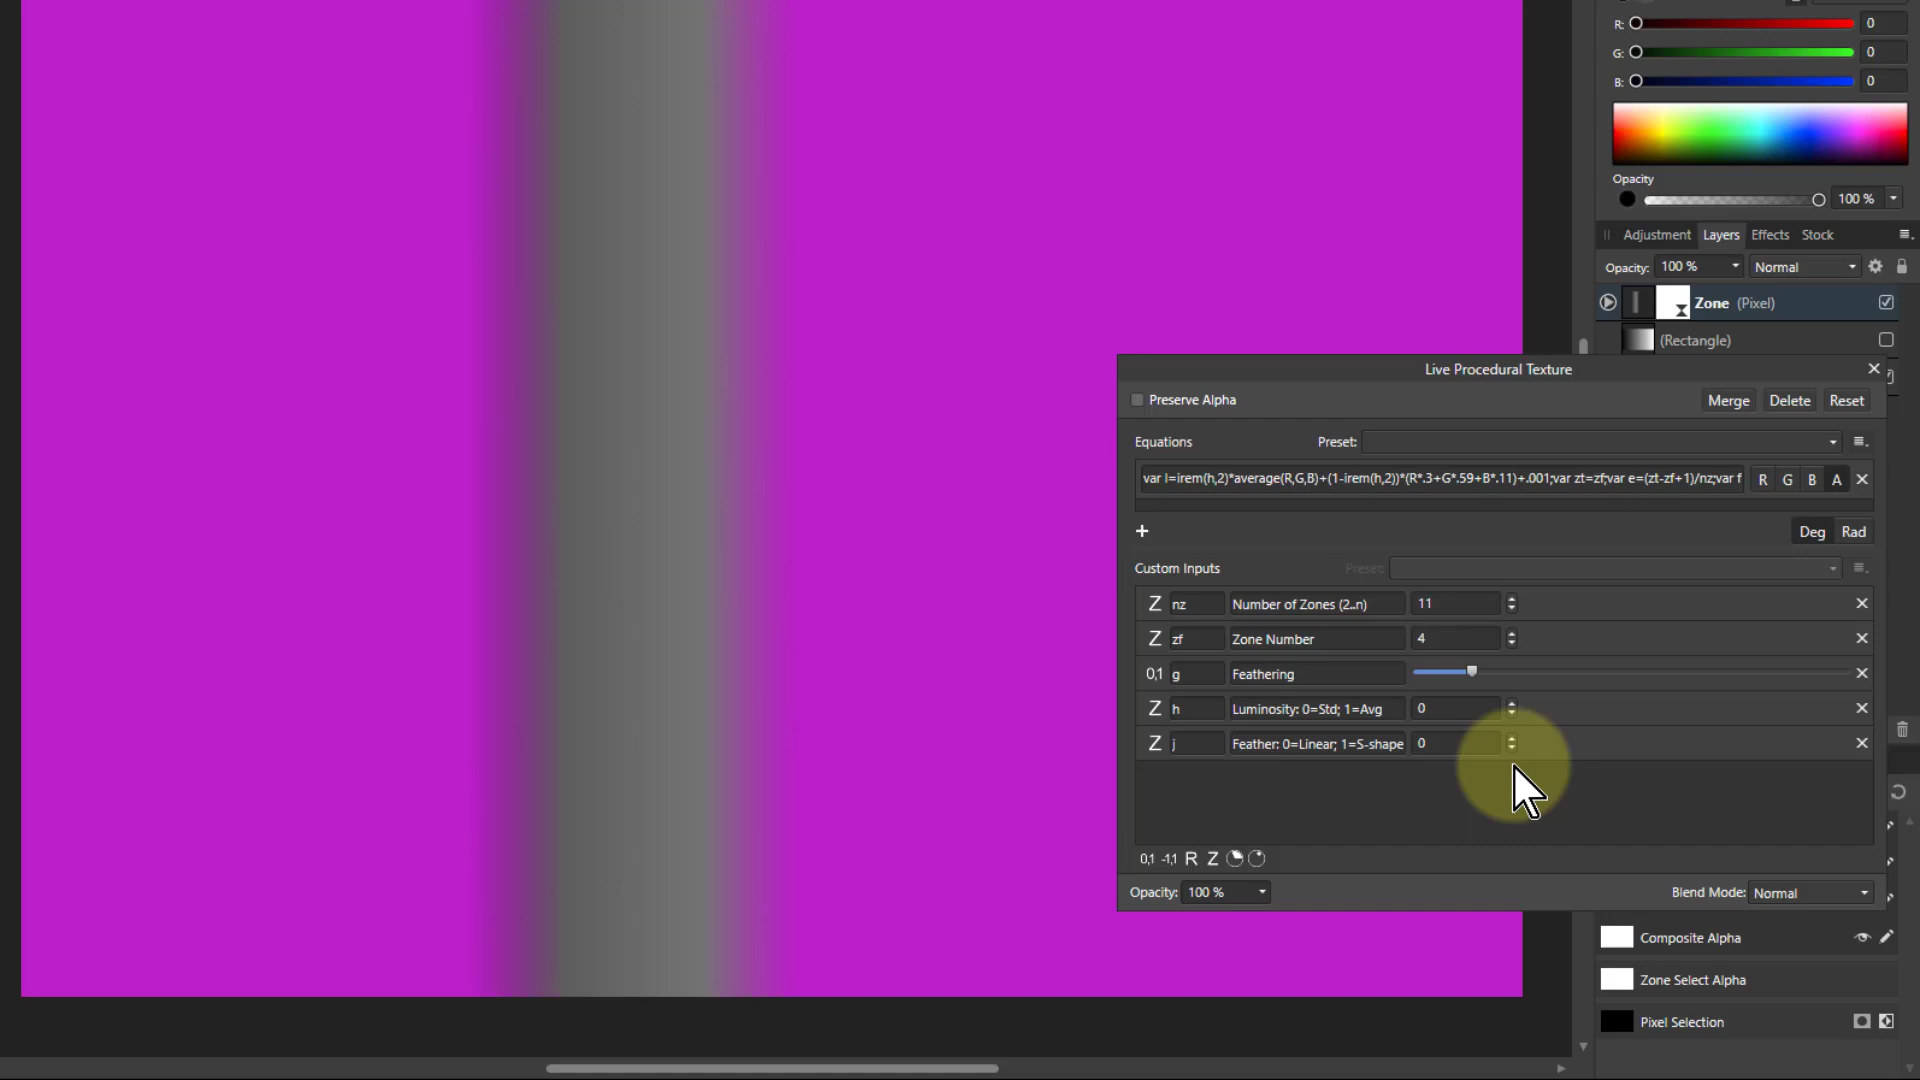 R: 0
G: 0
B: 0
Opacity
100 %
Adjustment Layers Effects Stock
Opacity: 100 % Normal
Zone (Pixel)
(Rectangle)
Live Procedural Texture
Preserve Alpha Merge Delete Reset
Equations Preset:
var l=irem(h,2)*average(R,G,B)+(1-irem(h,2))*(R*.3+G*.59+B*.11)+.001;var zt=zf;var e=(zt-zf+1)/nz;var f R G B A
+ Deg Rad
Custom Inputs Preset:
Z nz Number of Zones (2..n) 11
Z zf Zone Number 4
0,1 g Feathering
Z h Luminosity: 0=Std; 1=Avg 0
Z j Feather: 0=Linear; 1=S-shape 0
0,1 -1,1 R Z
Opacity: 100 % Blend Mode: Normal
Composite Alpha
Zone Select Alpha
Pixel Selection